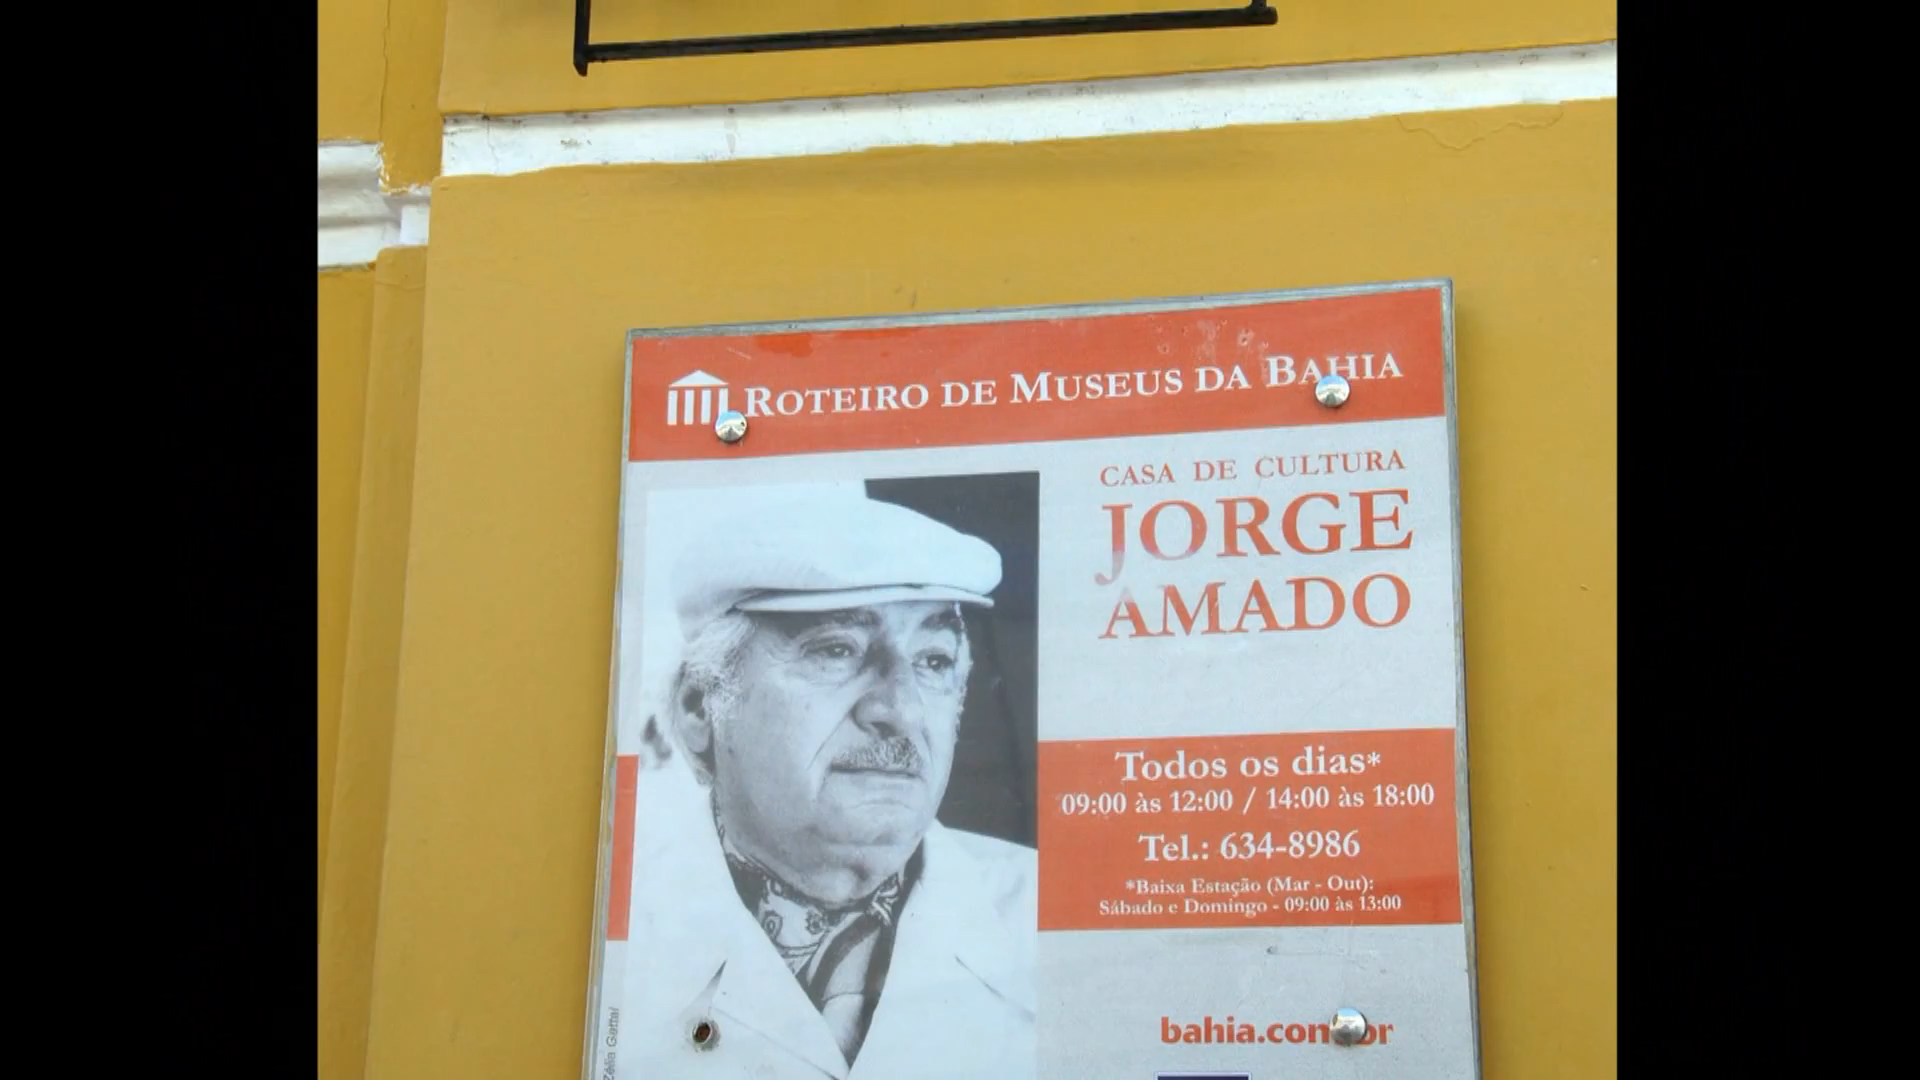 ROTEIRO DE MUSEUS DA BAHIA
CASA DE CULTURA
JORGE
AMADO
Todos os dias*
09:00 às 12:00 / 14:00 às 18:00
Tel.: 634-8986
*Baixa Estação (Mar - Out):
Sábado e Domingo - 09:00 às 13:00
Zélia Gattai
bahia.com.br